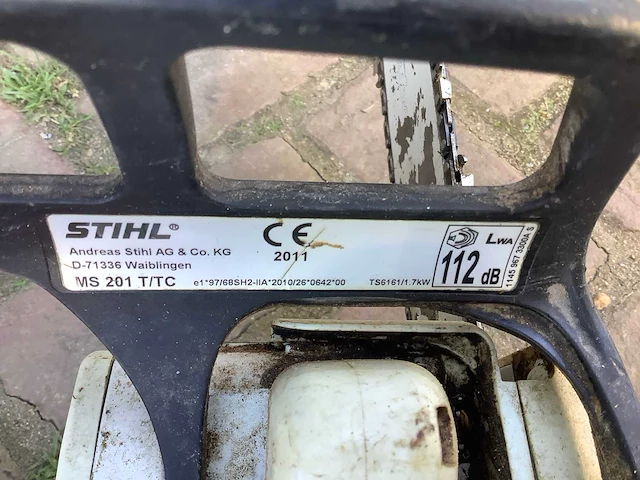 STIHL®
Andreas Stihl AG & Co. KG
D-71336 Waiblingen
MS 201 T/TC
CE
2011
e1*97/68SH2-IIA*2010/26*0642*00
TS6161/1.7kW
LWA
112 dB
1145 967 3300A S